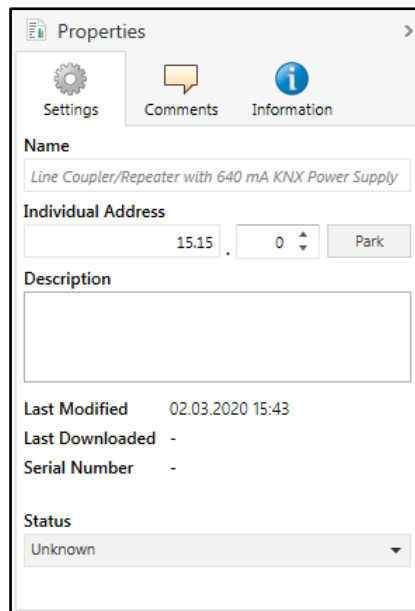 Properties
Settings Comments Information
Name
Line Coupler/Repeater with 640 mA KNX Power Supply
Individual Address
15.15 . 0 Park
Description
Last Modified 02.03.2020 15:43
Last Downloaded -
Serial Number -
Status
Unknown